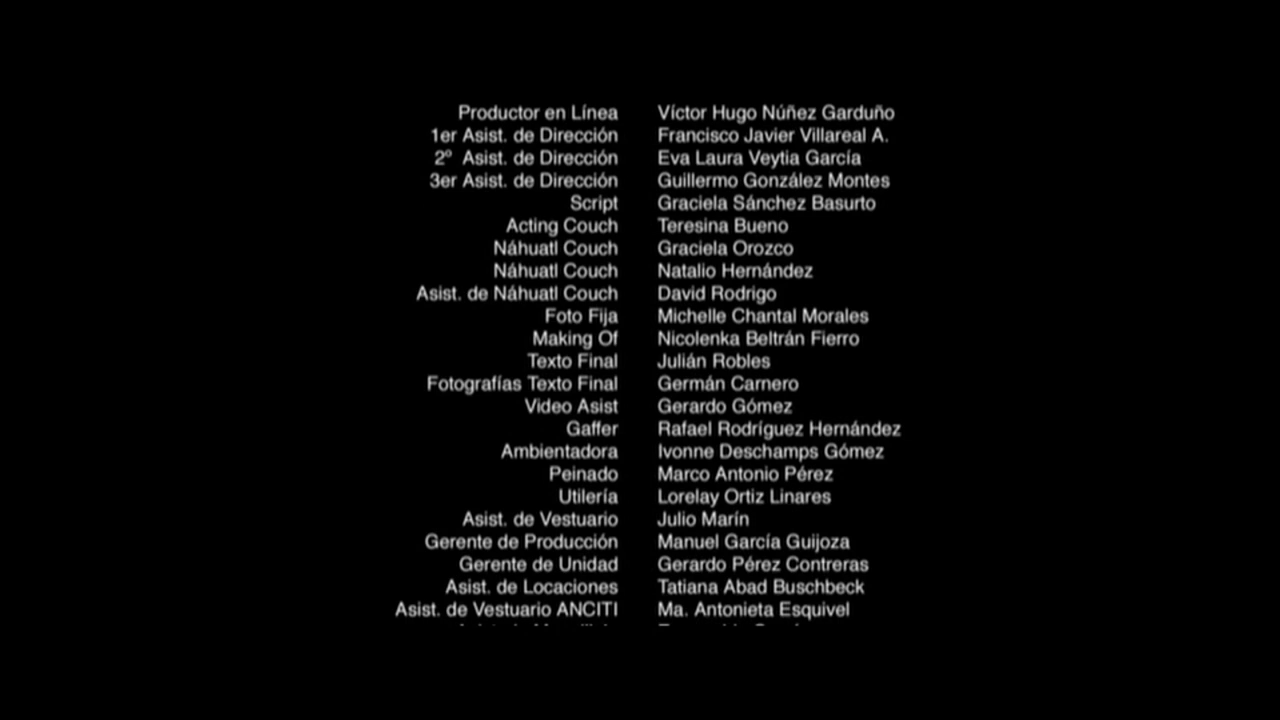 Productor en Línea Víctor Hugo Núñez Garduño
1er Asist. de Dirección Francisco Javier Villareal A.
2º Asist. de Dirección Eva Laura Veytia García
3er Asist. de Dirección Guillermo González Montes
Script Graciela Sánchez Basurto
Acting Couch Teresina Bueno
Náhuatl Couch Graciela Orozco
Náhuatl Couch Natalio Hernández
Asist. de Náhuatl Couch David Rodrigo
Foto Fija Michelle Chantal Morales
Making Of Nicolenka Beltrán Fierro
Texto Final Julián Robles
Fotografías Texto Final Germán Carnero
Video Asist Gerardo Gómez
Gaffer Rafael Rodríguez Hernández
Ambientadora Ivonne Deschamps Gómez
Peinado Marco Antonio Pérez
Utilería Lorelay Ortiz Linares
Asist. de Vestuario Julio Marín
Gerente de Producción Manuel García Guijoza
Gerente de Unidad Gerardo Pérez Contreras
Asist. de Locaciones Tatiana Abad Buschbeck
Asist. de Vestuario ANCITI Ma. Antonieta Esquivel